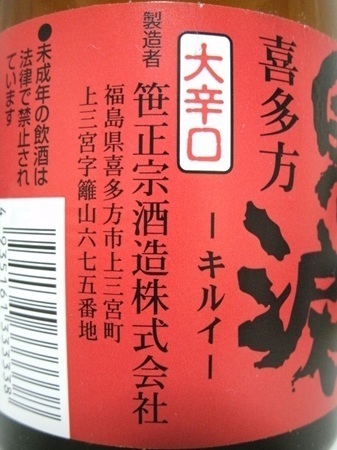 喜多方
ーキルイー
大辛口
製造者
笹正宗酒造株式会社
福島県喜多方市上三宮町
上三宮字籬山六七五番地
●未成年の飲酒は
法律で禁止され
ています
4935161333338